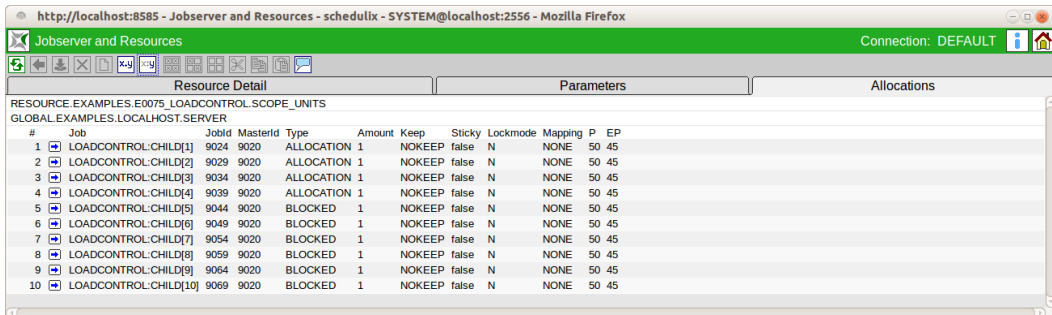 http://localhost:8585 - Jobserver and Resources - schedulix - SYSTEM@localhost:2556 - Mozilla Firefox
Jobserver and Resources Connection: DEFAULT
x.y x:y
Resource Detail Parameters Allocations
RESOURCE.EXAMPLES.E0075_LOADCONTROL.SCOPE_UNITS
GLOBAL.EXAMPLES.LOCALHOST.SERVER
# Job JobId MasterId Type Amount Keep Sticky Lockmode Mapping P EP
1 LOADCONTROL:CHILD[1] 9024 9020 ALLOCATION 1 NOKEEP false N NONE 50 45
2 LOADCONTROL:CHILD[2] 9029 9020 ALLOCATION 1 NOKEEP false N NONE 50 45
3 LOADCONTROL:CHILD[3] 9034 9020 ALLOCATION 1 NOKEEP false N NONE 50 45
4 LOADCONTROL:CHILD[4] 9039 9020 ALLOCATION 1 NOKEEP false N NONE 50 45
5 LOADCONTROL:CHILD[5] 9044 9020 BLOCKED 1 NOKEEP false N NONE 50 45
6 LOADCONTROL:CHILD[6] 9049 9020 BLOCKED 1 NOKEEP false N NONE 50 45
7 LOADCONTROL:CHILD[7] 9054 9020 BLOCKED 1 NOKEEP false N NONE 50 45
8 LOADCONTROL:CHILD[8] 9059 9020 BLOCKED 1 NOKEEP false N NONE 50 45
9 LOADCONTROL:CHILD[9] 9064 9020 BLOCKED 1 NOKEEP false N NONE 50 45
10 LOADCONTROL:CHILD[10] 9069 9020 BLOCKED 1 NOKEEP false N NONE 50 45